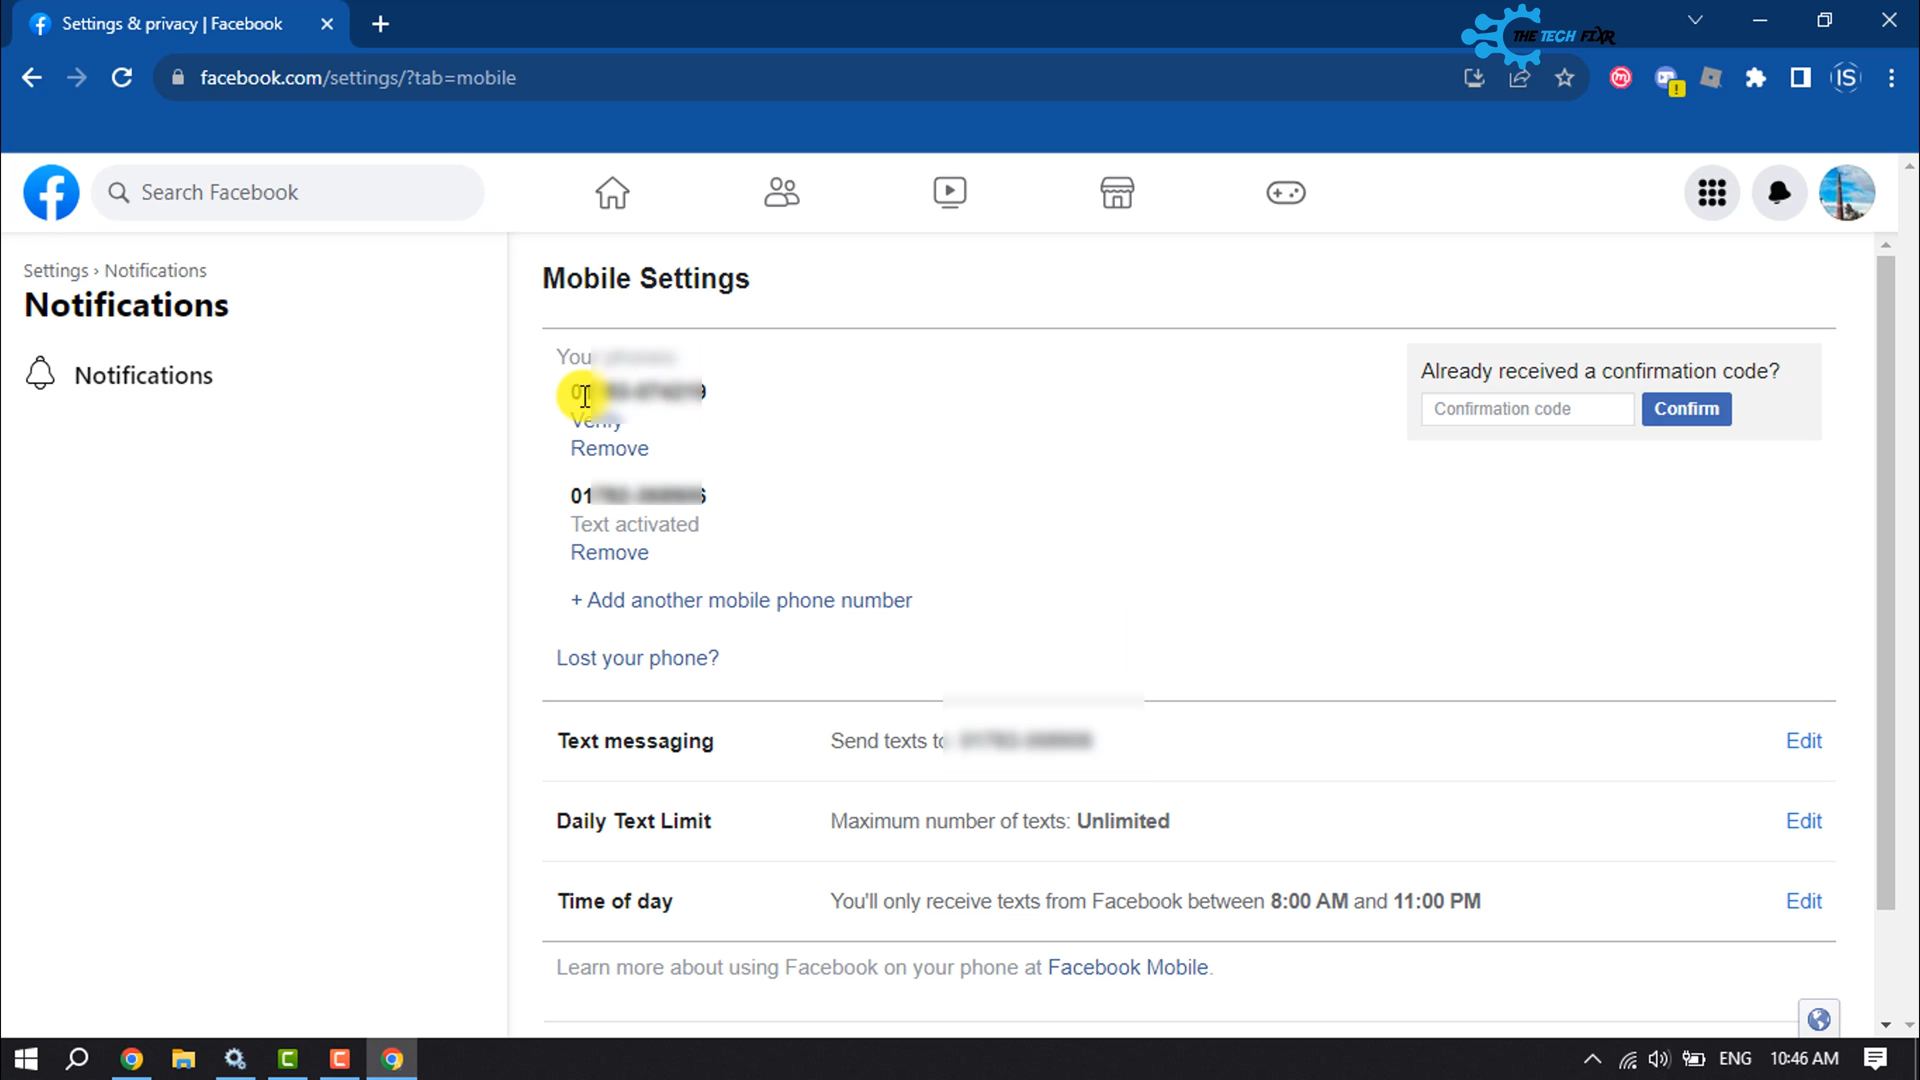 Settings & privacy | Facebook
THE TECH FIXR
facebook.com/settings/?tab=mobile
IS
Search Facebook
Settings › Notifications
Notifications
Notifications
Mobile Settings
Your
Verify
Remove
Text activated
Remove
+ Add another mobile phone number
Lost your phone?
Already received a confirmation code?
Confirmation code
Confirm
Text messaging
Send texts to
Edit
Daily Text Limit
Maximum number of texts: Unlimited
Edit
Time of day
You'll only receive texts from Facebook between 8:00 AM and 11:00 PM
Edit
Learn more about using Facebook on your phone at Facebook Mobile.
ENG
10:46 AM